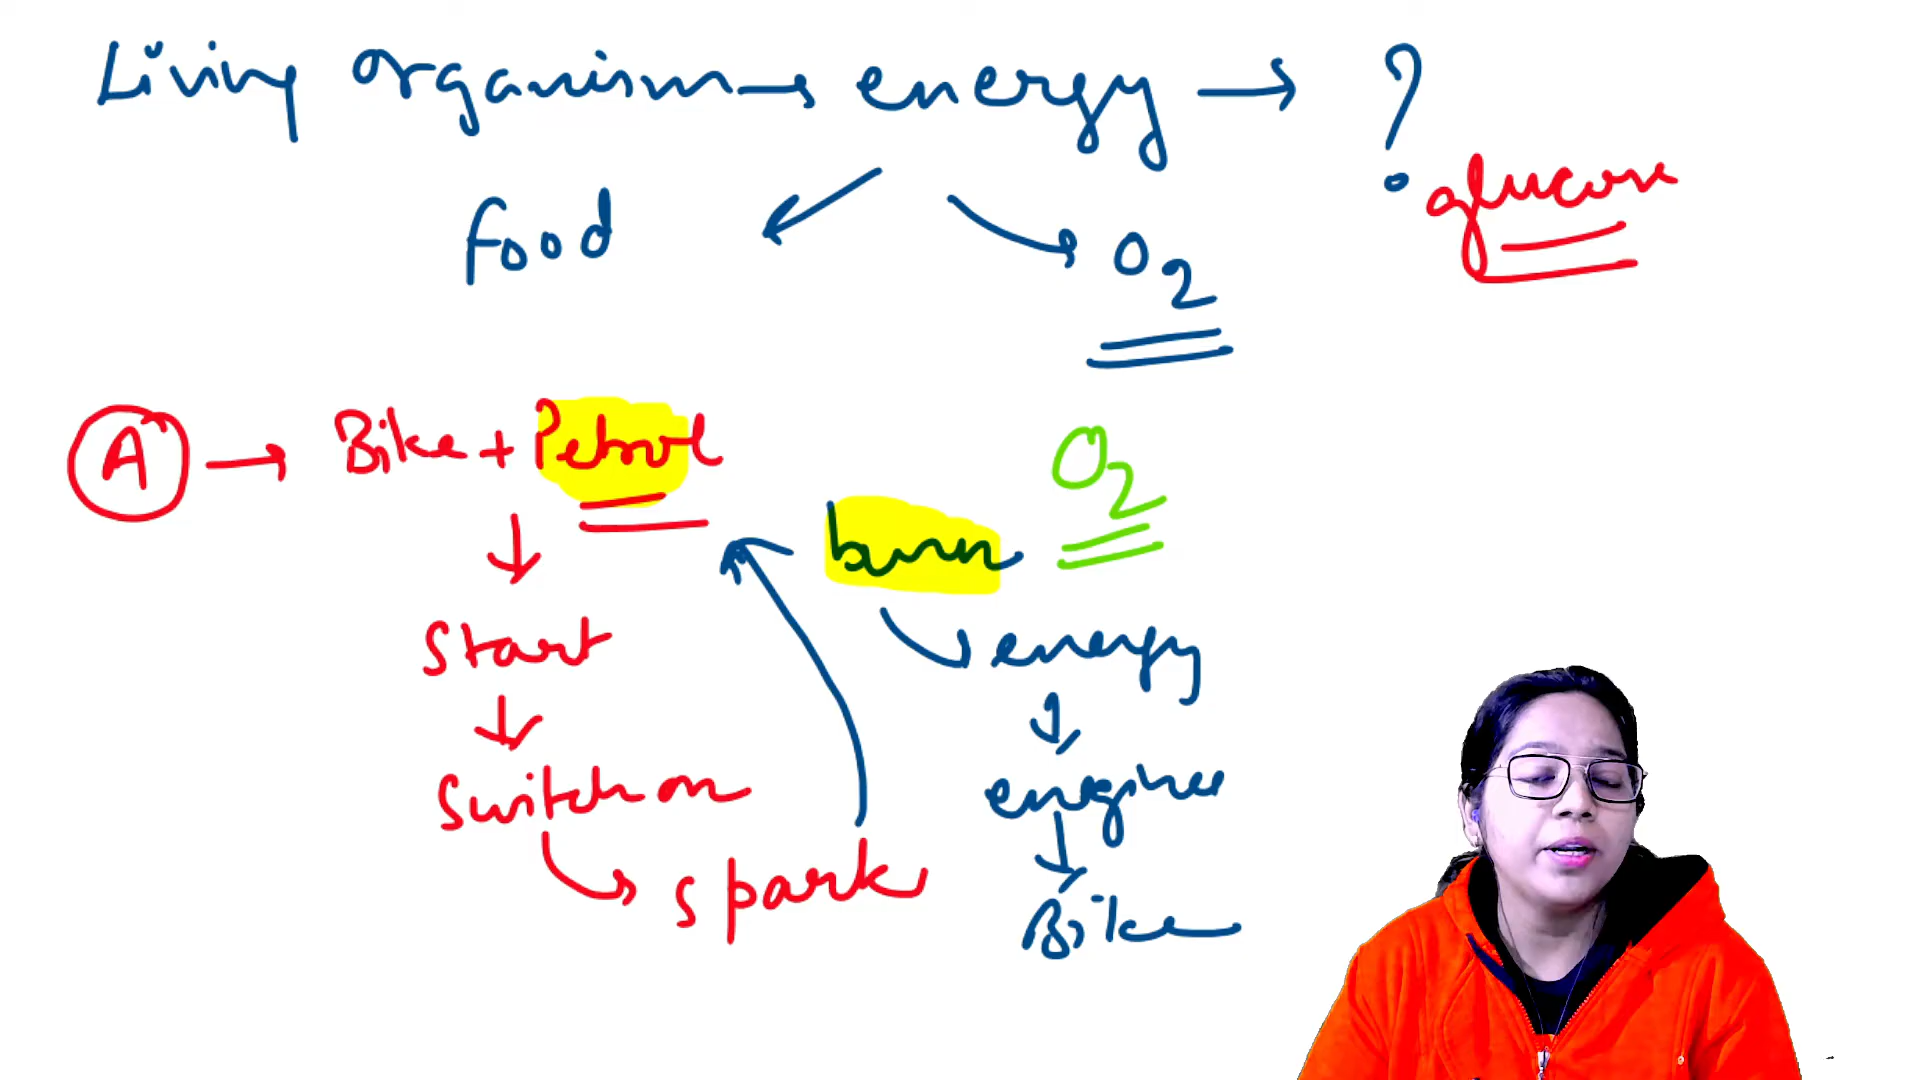 Living organism → energy → ?
glucose
food
O2
A → Bike + Petrol
O2
burn
Start
energy
Switch on
engine
spark
Bike